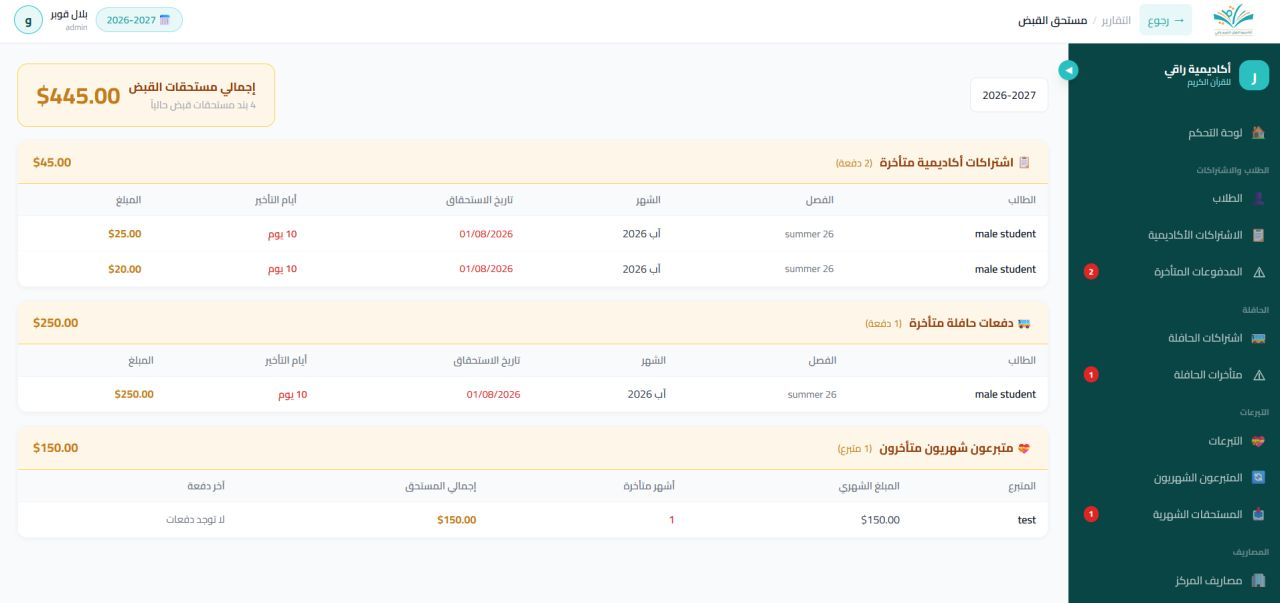 → رجوع
التقارير / مستحق القبض
2026-2027
بلال قوير
admin
و
ر
أكاديمية راقي
للقرآن الكريم
لوحة التحكم
الطلاب والاشتراكات
الطلاب
الاشتراكات الأكاديمية
المدفوعات المتأخرة
2
الحافلة
اشتراكات الحافلة
متأخرات الحافلة
1
التبرعات
التبرعات
المتبرعون الشهريون
المستحقات الشهرية
1
المصاريف
مصاريف المركز
2026-2027
إجمالي مستحقات القبض
4 بند مستحقات قبض حالياً
$445.00
اشتراكات أكاديمية متأخرة (2 دفعة) $45.00
الطالب الفصل الشهر تاريخ الاستحقاق أيام التأخير المبلغ
male student summer 26 آب 2026 01/08/2026 10 يوم $25.00
male student summer 26 آب 2026 01/08/2026 10 يوم $20.00
دفعات حافلة متأخرة (1 دفعة) $250.00
الطالب الفصل الشهر تاريخ الاستحقاق أيام التأخير المبلغ
male student summer 26 آب 2026 01/08/2026 10 يوم $250.00
متبرعون شهريون متأخرون (1 متبرع) $150.00
المتبرع المبلغ الشهري أشهر متأخرة إجمالي المستحق آخر دفعة
test $150.00 1 $150.00 لا توجد دفعات